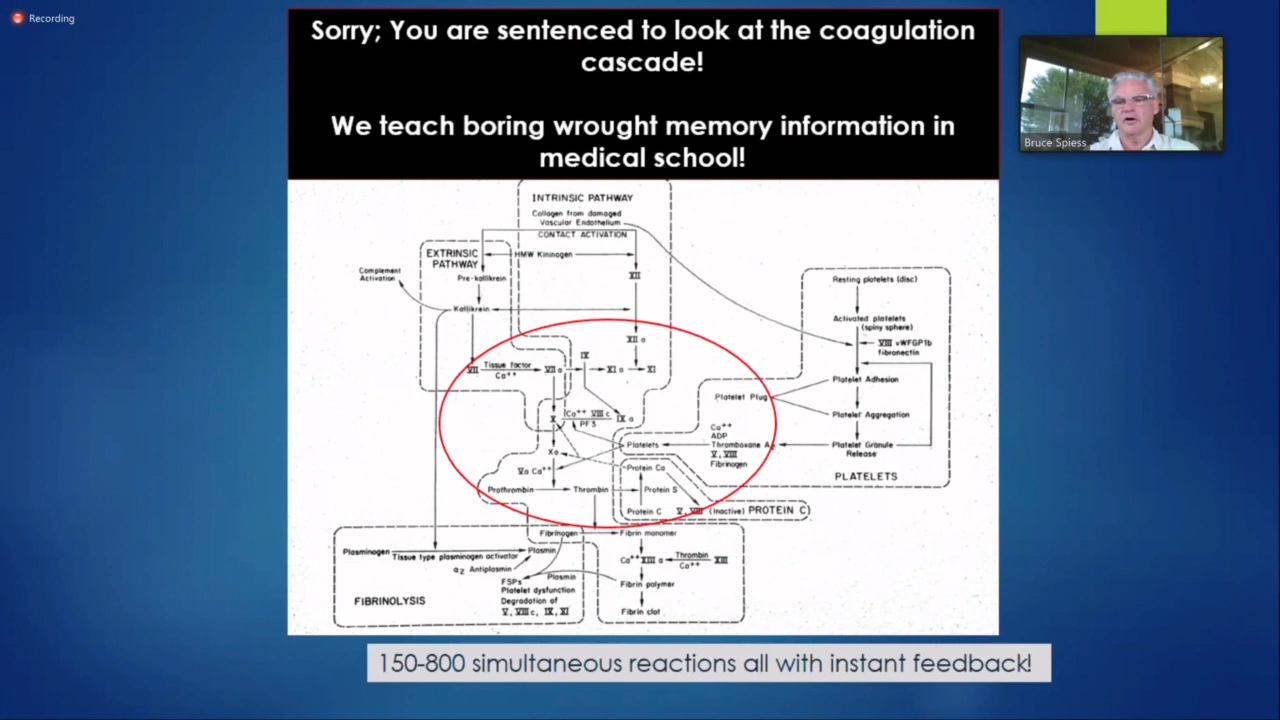 Recording
Sorry; You are sentenced to look at the coagulation
cascade!
We teach boring wrought memory information in
medical school!
Bruce Spiess
INTRINSIC PATHWAY
Collagen from damaged
Vascular Endothelium
CONTACT ACTIVATION
EXTRINSIC
PATHWAY
HMW Kininogen
Complement
Activation
Pre-kallikrein
XII
Kallikrein
XII a
IX
VII
Tissue factor
Ca++
VII a
XI a
XI
X
Ca++ VIII c
PF3
IX a
Xa
Va Ca++
Prothrombin
Thrombin
Resting platelets (disc)
Activated platelets
(spiny sphere)
VIII vWFGP1b
fibronectin
Platelet Adhesion
Platelet Plug
Platelet Aggregation
Ca++
ADP
Thromboxane A2
V, VIII
Fibrinogen
Platelet Granule
Release
PLATELETS
Platelets
Protein Ca
Protein S
Protein C
V, VIII (Inactive) PROTEIN C)
Fibrinogen
Fibrin monomer
Plasminogen
Tissue type plasminogen activator
Plasmin
α2 Antiplasmin
Ca++ XIII a
Thrombin
Ca++
XIII
FSPs
Plasmin
Platelet dysfunction
Degradation of
V, VIII c, IX, XI
Fibrin polymer
FIBRINOLYSIS
Fibrin clot
150-800 simultaneous reactions all with instant feedback!